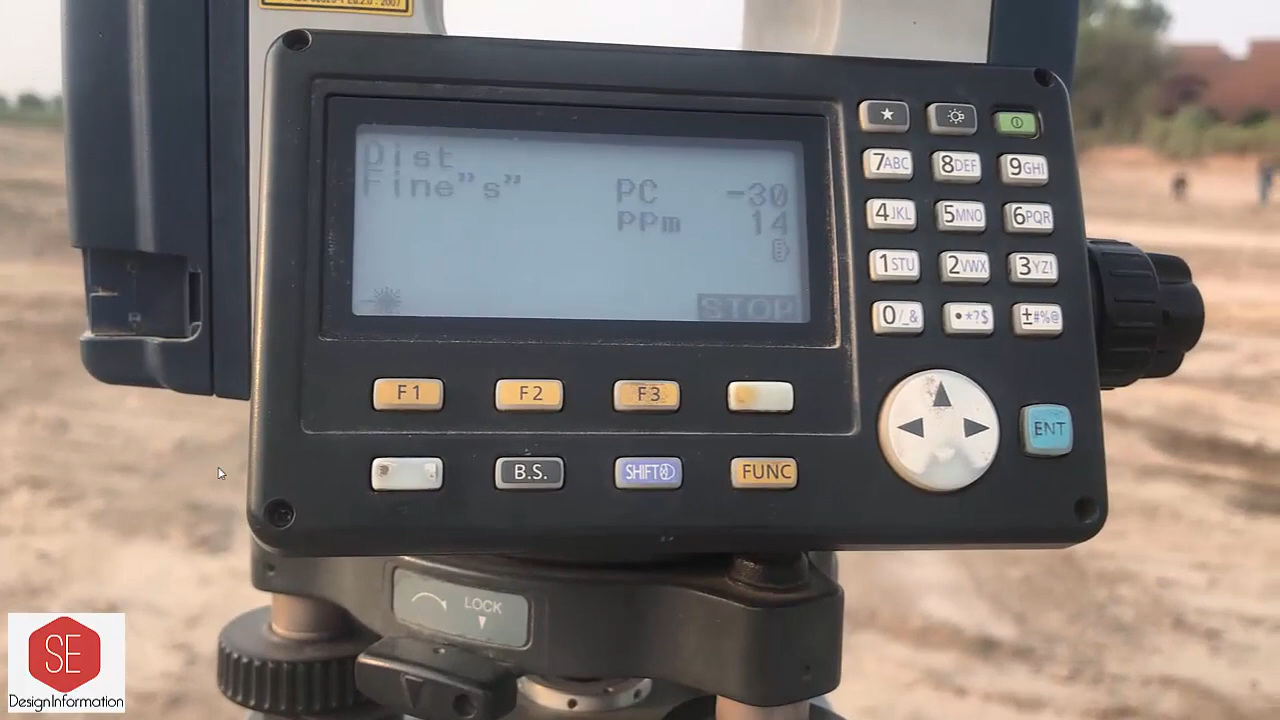 Dist
Fine"s"
PC -30
PPm 14
STOP
★
7ABC 8DEF 9GHI
4JKL 5MNO 6PQR
1STU 2VWX 3YZ!
0/_& •*?$ ±#%@
F1 F2 F3
B.S. SHIFT FUNC
ENT
LOCK
SE
DesignInformation